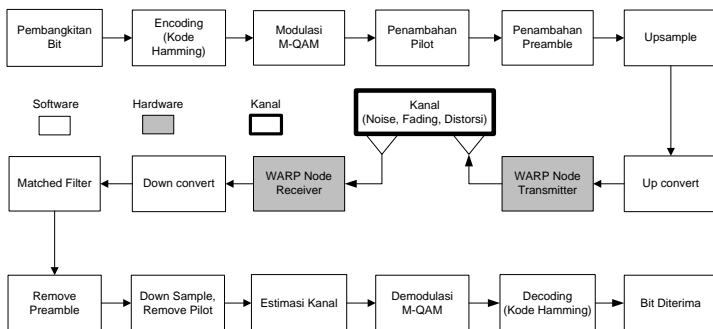 Pembangkitan
Bit
Encoding
(Kode
Hamming)
Modulasi
M-QAM
Penambahan
Pilot
Penambahan
Preamble
Upsample
Software
Hardware
Kanal
Kanal
(Noise, Fading, Distorsi)
Matched Filter
Down convert
WARP Node
Receiver
WARP Node
Transmitter
Up convert
Remove
Preamble
Down Sample,
Remove Pilot
Estimasi Kanal
Demodulasi
M-QAM
Decoding
(Kode Hamming)
Bit Diterima